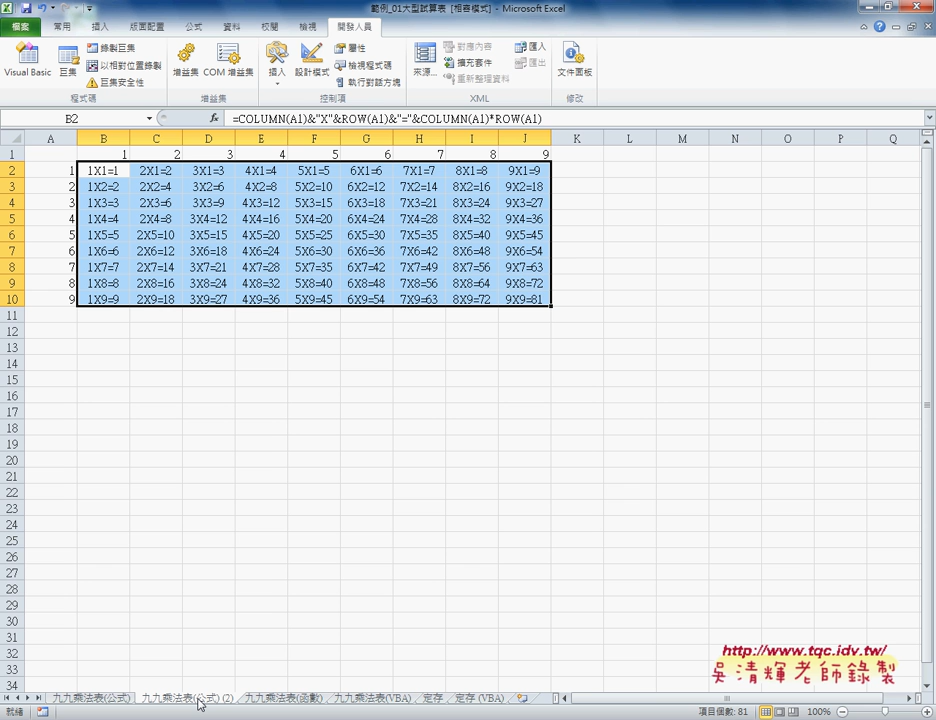 範例_01大型試算表 [相容模式] - Microsoft Excel
檔案 常用 插入 版面配置 公式 資料 校閱 檢視 開發人員
Visual Basic 巨集 錄製巨集 以相對位置錄製 巨集安全性 增益集 COM 增益集 插入 設計模式 屬性 檢視程式碼 執行對話方塊 來源... 對應內容 擴充套件 重新整理資料 匯入 匯出 文件面板
程式碼 增益集 控制項 XML 修改
B2 fx =COLUMN(A1)&"X"&ROW(A1)&"="&COLUMN(A1)*ROW(A1)
A B C D E F G H I J K L M N O P Q
1 1 2 3 4 5 6 7 8 9
2 1 1X1=1 2X1=2 3X1=3 4X1=4 5X1=5 6X1=6 7X1=7 8X1=8 9X1=9
3 2 1X2=2 2X2=4 3X2=6 4X2=8 5X2=10 6X2=12 7X2=14 8X2=16 9X2=18
4 3 1X3=3 2X3=6 3X3=9 4X3=12 5X3=15 6X3=18 7X3=21 8X3=24 9X3=27
5 4 1X4=4 2X4=8 3X4=12 4X4=16 5X4=20 6X4=24 7X4=28 8X4=32 9X4=36
6 5 1X5=5 2X5=10 3X5=15 4X5=20 5X5=25 6X5=30 7X5=35 8X5=40 9X5=45
7 6 1X6=6 2X6=12 3X6=18 4X6=24 5X6=30 6X6=36 7X6=42 8X6=48 9X6=54
8 7 1X7=7 2X7=14 3X7=21 4X7=28 5X7=35 6X7=42 7X7=49 8X7=56 9X7=63
9 8 1X8=8 2X8=16 3X8=24 4X8=32 5X8=40 6X8=48 7X8=56 8X8=64 9X8=72
10 9 1X9=9 2X9=18 3X9=27 4X9=36 5X9=45 6X9=54 7X9=63 8X9=72 9X9=81
11
12
13
14
15
16
17
18
19
20
21
22
23
24
25
26
27
28
29
30
31
32
33
34
http://www.tqc.idv.tw/
吳清輝老師錄製
九九乘法表(公式) 九九乘法表(公式) (2) 九九乘法表(函數) 九九乘法表(VBA) 定存 定存 (VBA)
就緒 項目個數: 81 100%